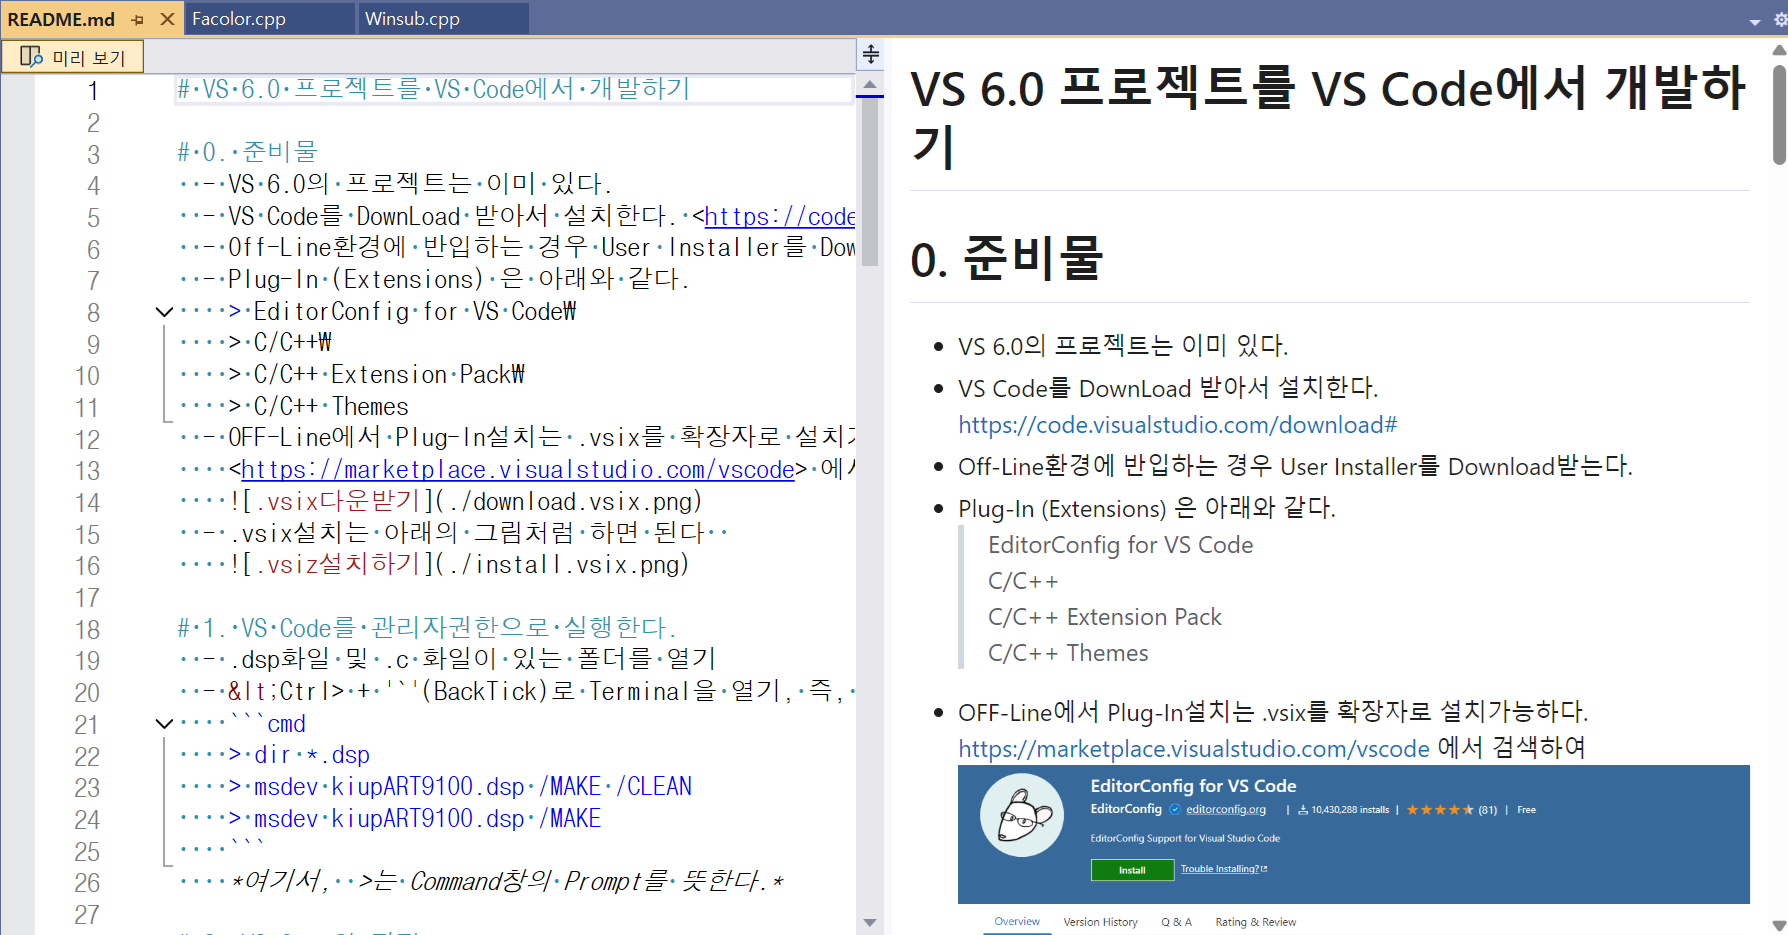 README.md
Facolor.cpp
Winsub.cpp
미리 보기
1 # VS 6.0 프로젝트를 VS Code에서 개발하기
2
3 # 0. 준비물
4 - VS 6.0의 프로젝트는 이미 있다.
5 - VS Code를 DownLoad 받아서 설치한다. <https://code
6 - Off-Line환경에 반입하는 경우 User Installer를 Dow
7 - Plug-In (Extensions) 은 아래와 같다.
8 > EditorConfig for VS Code₩
9 > C/C++₩
10 > C/C++ Extension Pack₩
11 > C/C++ Themes
12 - OFF-Line에서 Plug-In설치는 .vsix를 확장자로 설치가
13 <https://marketplace.visualstudio.com/vscode> 에서
14 ![.vsix다운받기](./download.vsix.png)
15 - .vsix설치는 아래의 그림처럼 하면 된다
16 ![.vsiz설치하기](./install.vsix.png)
17
18 # 1. VS Code를 관리자권한으로 실행한다.
19 - .dsp화일 및 .c 화일이 있는 폴더를 열기
20 - &lt;Ctrl> + '`'(BackTick)로 Terminal을 열기, 즉,
21 ```cmd
22 > dir *.dsp
23 > msdev kiupART9100.dsp /MAKE /CLEAN
24 > msdev kiupART9100.dsp /MAKE
25 ```
26 *여기서, >는 Command창의 Prompt를 뜻한다.*
27
VS 6.0 프로젝트를 VS Code에서 개발하
기
0. 준비물
VS 6.0의 프로젝트는 이미 있다.
VS Code를 DownLoad 받아서 설치한다.
https://code.visualstudio.com/download#
Off-Line환경에 반입하는 경우 User Installer를 Download받는다.
Plug-In (Extensions) 은 아래와 같다.
EditorConfig for VS Code
C/C++
C/C++ Extension Pack
C/C++ Themes
OFF-Line에서 Plug-In설치는 .vsix를 확장자로 설치가능하다.
https://marketplace.visualstudio.com/vscode 에서 검색하여
EditorConfig for VS Code
EditorConfig editorconfig.org | 10,430,288 installs | (81) | Free
EditorConfig Support for Visual Studio Code
Install Trouble Installing?
Overview Version History Q & A Rating & Review